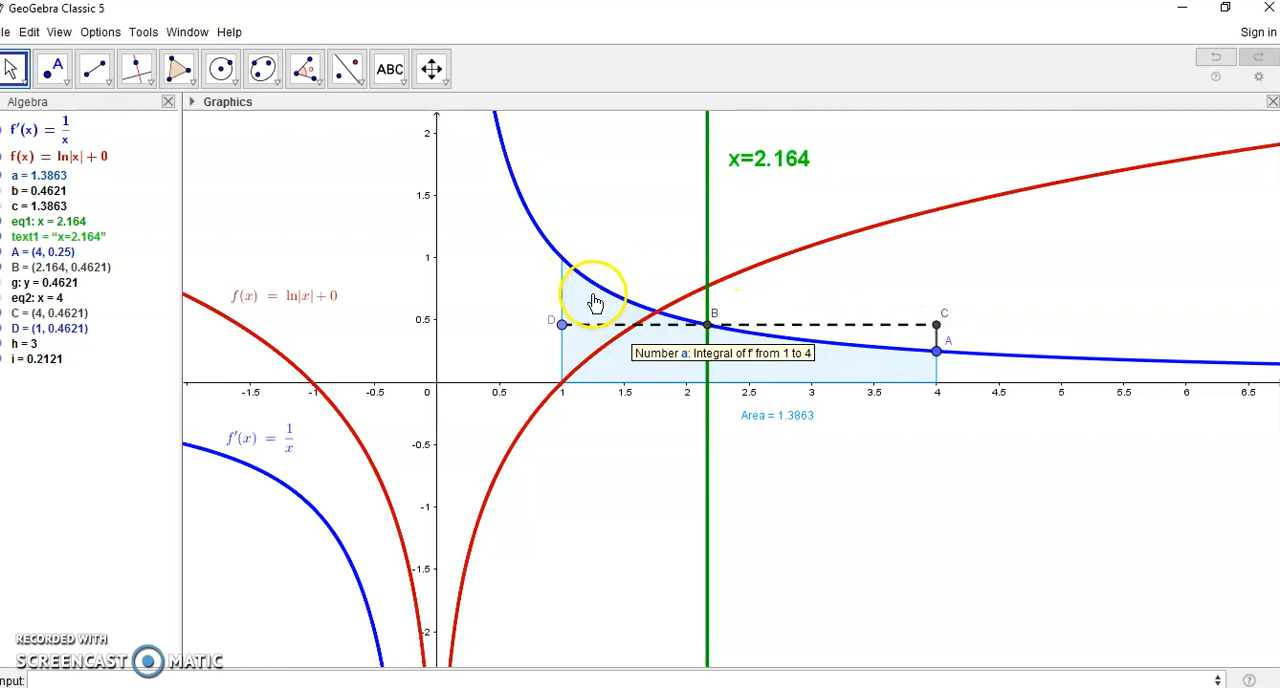 GeoGebra Classic 5
le Edit View Options Tools Window Help
Sign in
ABC
Algebra
Graphics
f'(x) = 1/x
f(x) = ln|x| + 0
a = 1.3863
b = 0.4621
c = 1.3863
eq1: x = 2.164
text1 = “x=2.164”
A = (4, 0.25)
B = (2.164, 0.4621)
g: y = 0.4621
eq2: x = 4
C = (4, 0.4621)
D = (1, 0.4621)
h = 3
i = 0.2121
x=2.164
2
1.5
1
0.5
f(x) = ln|x|+0
D
B
C
A
Number a: Integral of f' from 1 to 4
-1.5 -1 -0.5 0 0.5 1 1.5 2.5 3 3.5 4 4.5 5 5.5 6 6.5
Area = 1.3863
f'(x) = 1/x
-0.5
-1
-1.5
-2
RECORDED WITH
SCREENCAST MATIC
nput: